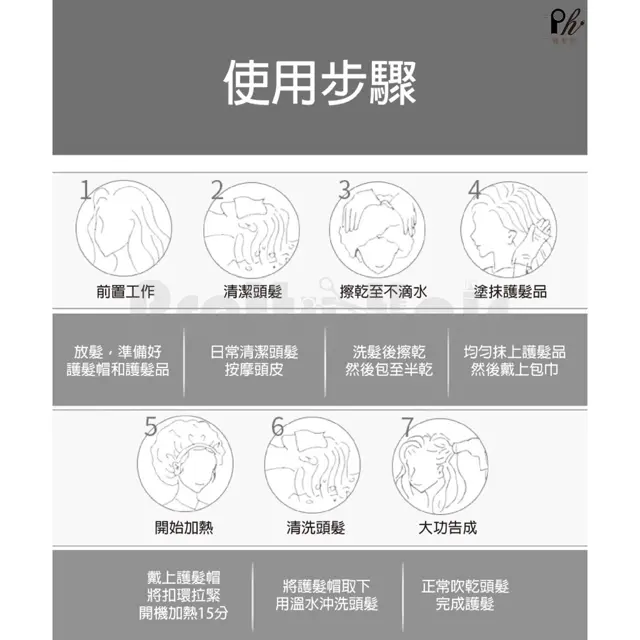 Ph
使用步驟
1
2
3
4
前置工作
清潔頭髮
擦乾至不滴水
塗抹護髮品
放髮，準備好
護髮帽和護髮品
日常清潔頭髮
按摩頭皮
洗髮後擦乾
然後包至半乾
均勻抹上護髮品
然後戴上包巾
5
6
7
開始加熱
清洗頭髮
大功告成
戴上護髮帽
將扣環拉緊
開機加熱15分
將護髮帽取下
用溫水沖洗頭髮
正常吹乾頭髮
完成護髮